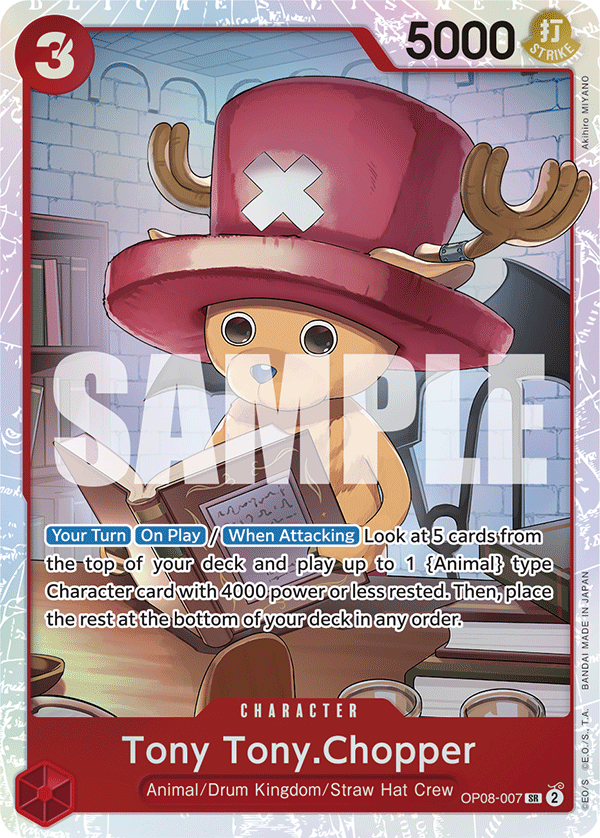 3
5000
打
STRIKE
Akihiro MIYANO
SAMPLE
Your Turn On Play / When Attacking Look at 5 cards from
the top of your deck and play up to 1 {Animal} type
Character card with 4000 power or less rested. Then, place
the rest at the bottom of your deck in any order.
©E.O./S, T.A. BANDAI MADE IN JAPAN
©EO/S
CHARACTER
Tony Tony.Chopper
Animal/Drum Kingdom/Straw Hat Crew
OP08-007 SR 2